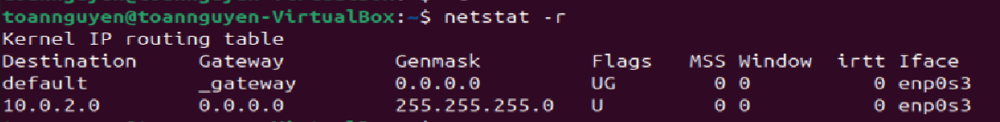 toannguyen@toannguyen-VirtualBox:~$ netstat -r
Kernel IP routing table
Destination     Gateway         Genmask         Flags   MSS Window  irtt Iface
default         _gateway        0.0.0.0         UG        0 0          0 enp0s3
10.0.2.0        0.0.0.0         255.255.255.0   U         0 0          0 enp0s3